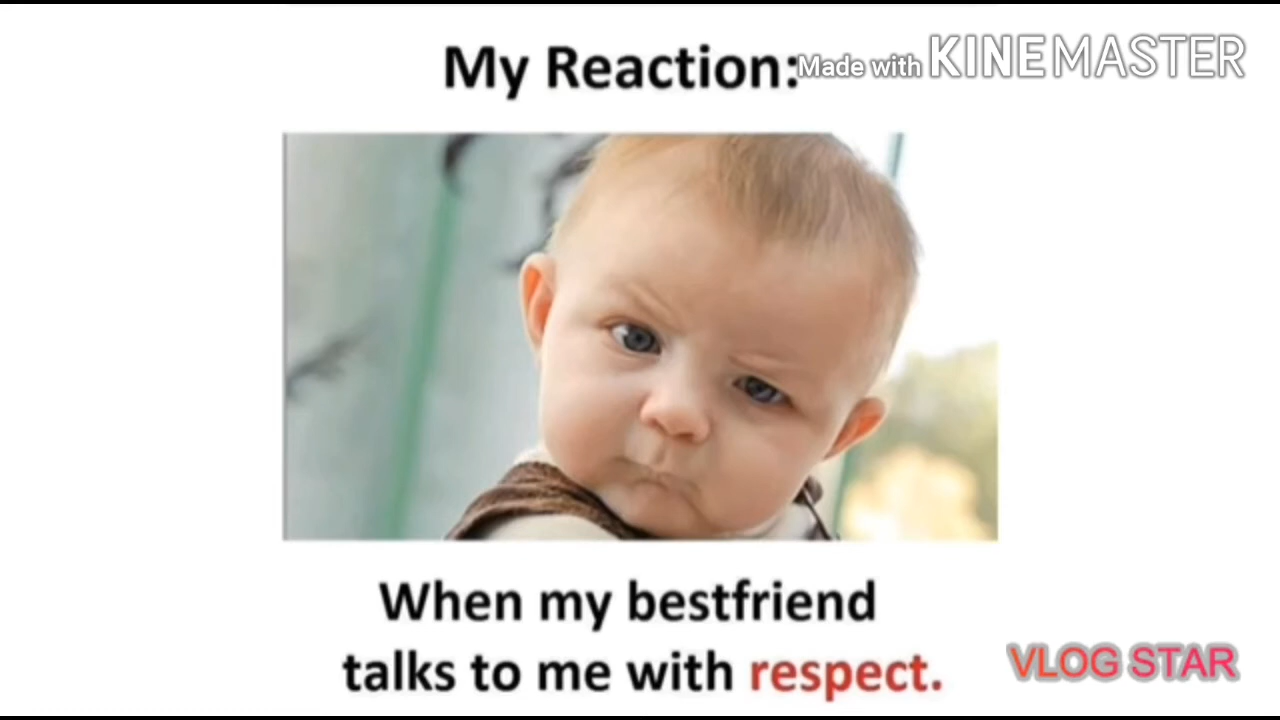 My Reaction:
Made with KINEMASTER
When my bestfriend
talks to me with respect.
VLOG STAR